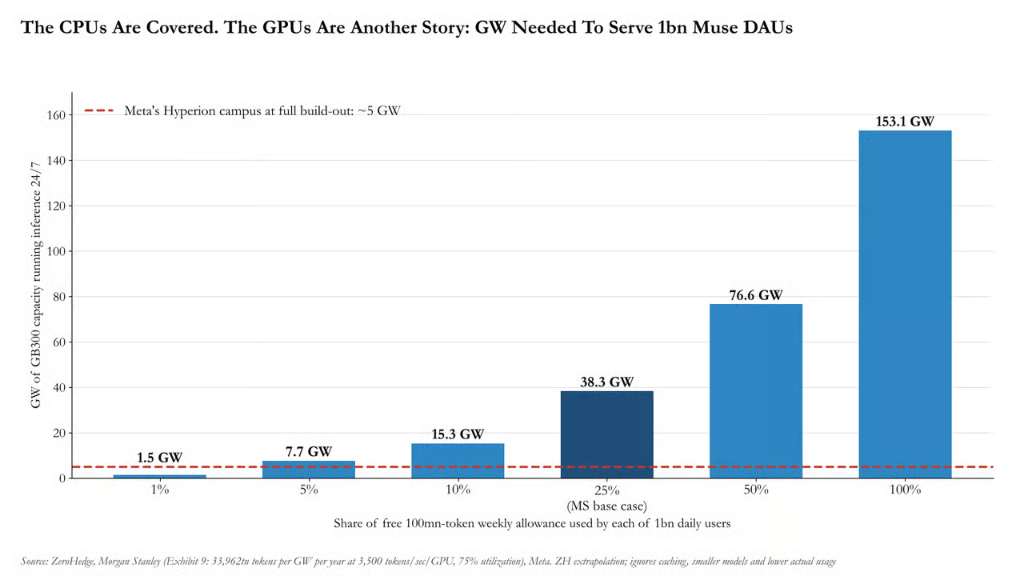 The CPUs Are Covered. The GPUs Are Another Story: GW Needed To Serve 1bn Muse DAUs
Meta's Hyperion campus at full build-out: ~5 GW
GW of GB300 capacity running inference 24/7
160
140
120
100
80
60
40
20
0
1.5 GW
7.7 GW
15.3 GW
38.3 GW
76.6 GW
153.1 GW
1%
5%
10%
25%
(MS base case)
50%
100%
Share of free 100mn-token weekly allowance used by each of 1bn daily users
Source: ZeroHedge, Morgan Stanley (Exhibit 9: 33,962tn tokens per GW per year at 3,500 tokens/sec/GPU, 75% utilization), Meta. ZH extrapolation; ignores caching, smaller models and lower actual usage